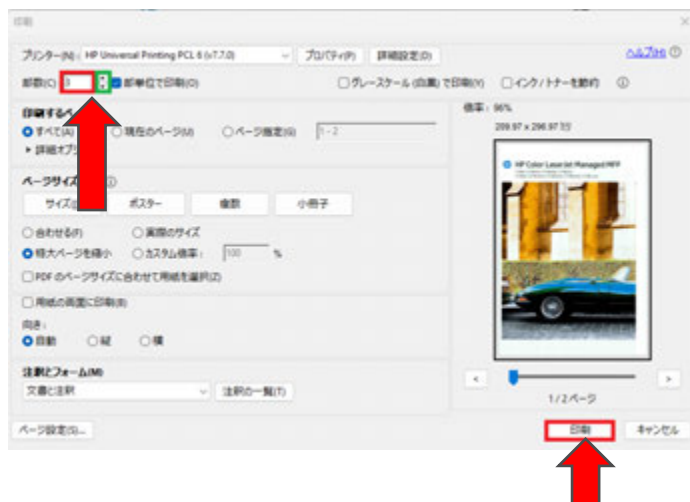 印刷
プリンター(N): HP Universal Printing PCL 6 (v7.7.0) プロパティ(P) 詳細設定(D) ヘルプ(H)
部数(C) 3 部単位で印刷(O) グレースケール (白黒) で印刷(Y) インク/トナーを節約
印刷するペ
すべて(A) 現在のページ(U) ページ指定(G) 1 - 2
詳細オプ
倍率: 96%
209.97 x 296.97 ミリ
HP Color LaserJet Managed MFP
ページサイズ
サイズ ポスター 複数 小冊子
合わせる(F) 実際のサイズ
特大ページを縮小 カスタム倍率: 100 %
PDF のページサイズに合わせて用紙を選択(Z)
用紙の両面に印刷(B)
向き:
自動 縦 横
注釈とフォーム(M)
文書と注釈 注釈の一覧(T)
< >
1/2 ページ
ページ設定(S)... 印刷 キャンセル